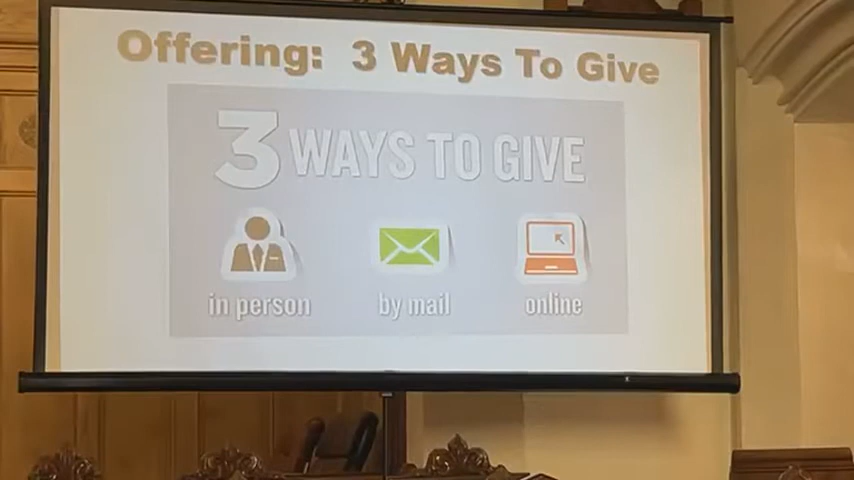 Offering: 3 Ways To Give
3 WAYS TO GIVE
in person by mail online